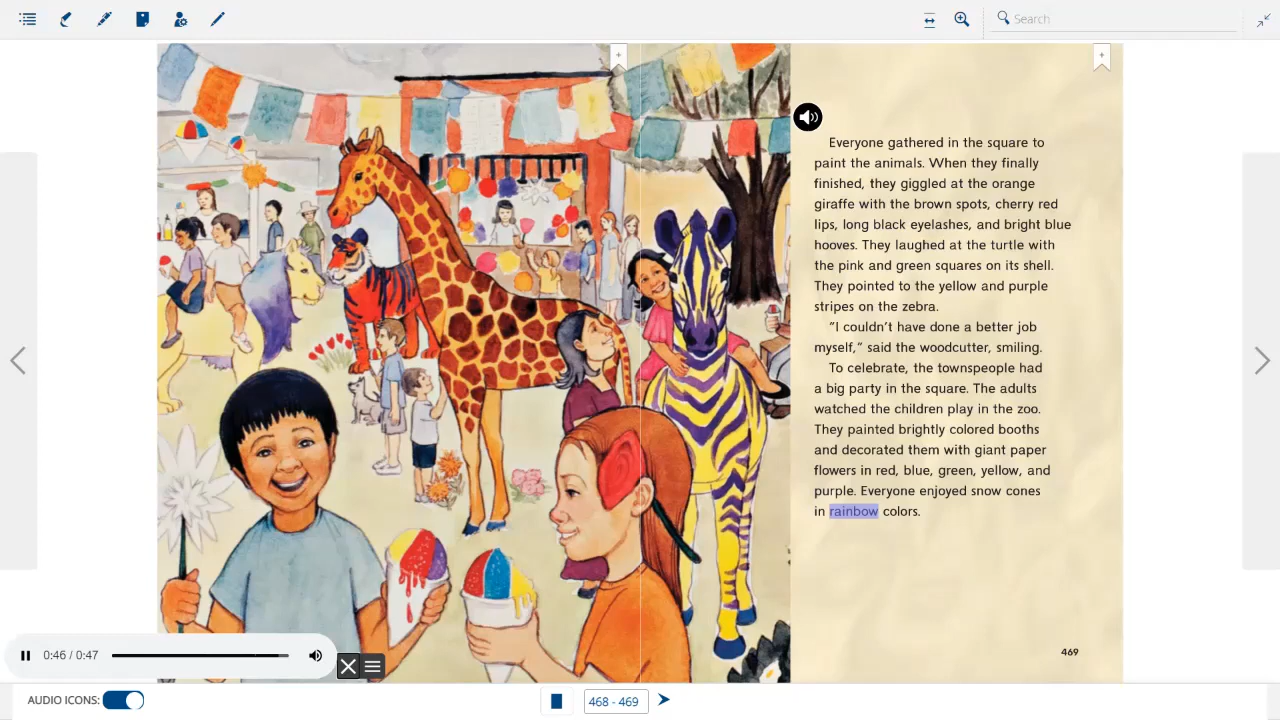 Search
Everyone gathered in the square to
paint the animals. When they finally
finished, they giggled at the orange
giraffe with the brown spots, cherry red
lips, long black eyelashes, and bright blue
hooves. They laughed at the turtle with
the pink and green squares on its shell.
They pointed to the yellow and purple
stripes on the zebra.
“I couldn’t have done a better job
myself,” said the woodcutter, smiling.
To celebrate, the townspeople had
a big party in the square. The adults
watched the children play in the zoo.
They painted brightly colored booths
and decorated them with giant paper
flowers in red, blue, green, yellow, and
purple. Everyone enjoyed snow cones
in rainbow colors.
469
0:46 / 0:47
AUDIO ICONS:
468 - 469